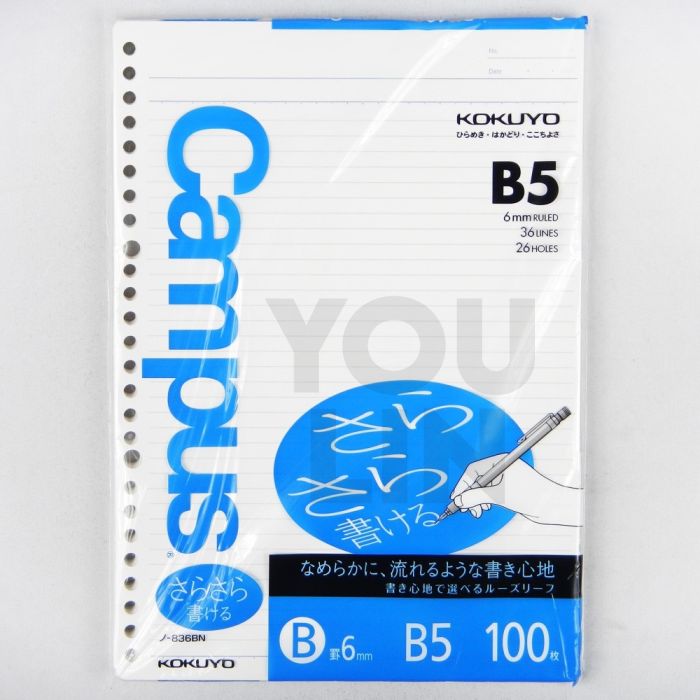 No.
Date
KOKUYO
ひらめき・はかどり・ここちよさ
B5
6mm RULED
36 LINES
26 HOLES
Campus®
YOU
LIN
さら
さら
書ける
なめらかに、流れるような書き心地
書き心地で選べるルーズリーフ
さらさら
書ける
ノ-836BN
KOKUYO
B 罫6mm B5 100枚